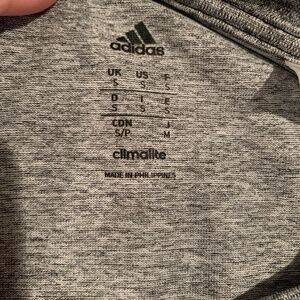 adidas
UK US F
S S S
D I E
S S S
CDN J
S/P M
climalite
MADE IN PHILIPPINES